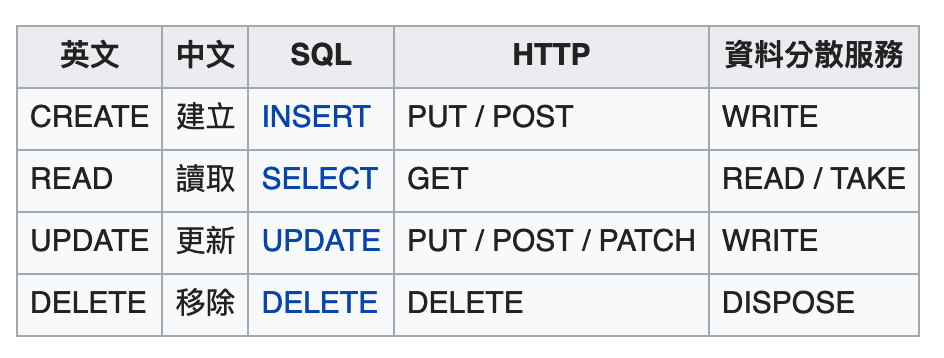 英文 中文 SQL HTTP 資料分散服務
CREATE 建立 INSERT PUT / POST WRITE
READ 讀取 SELECT GET READ / TAKE
UPDATE 更新 UPDATE PUT / POST / PATCH WRITE
DELETE 移除 DELETE DELETE DISPOSE